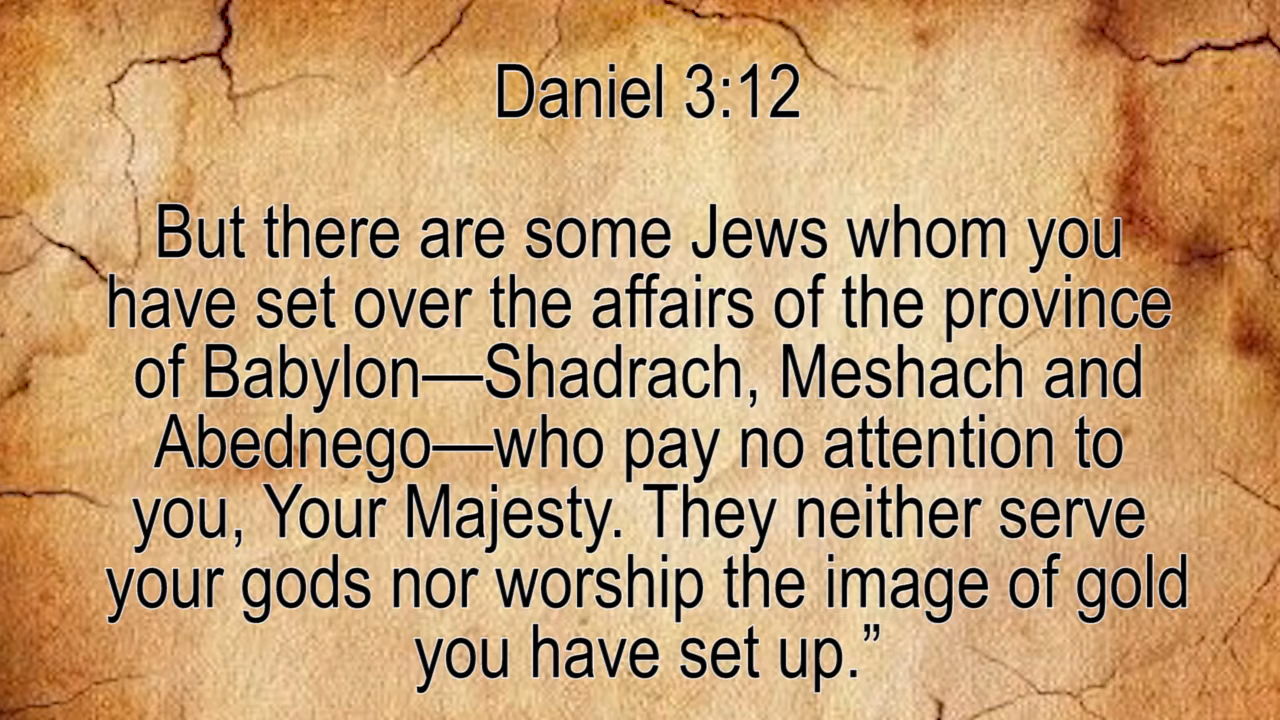 Daniel 3:12
But there are some Jews whom you
have set over the affairs of the province
of Babylon—Shadrach, Meshach and
Abednego—who pay no attention to
you, Your Majesty. They neither serve
your gods nor worship the image of gold
you have set up.”